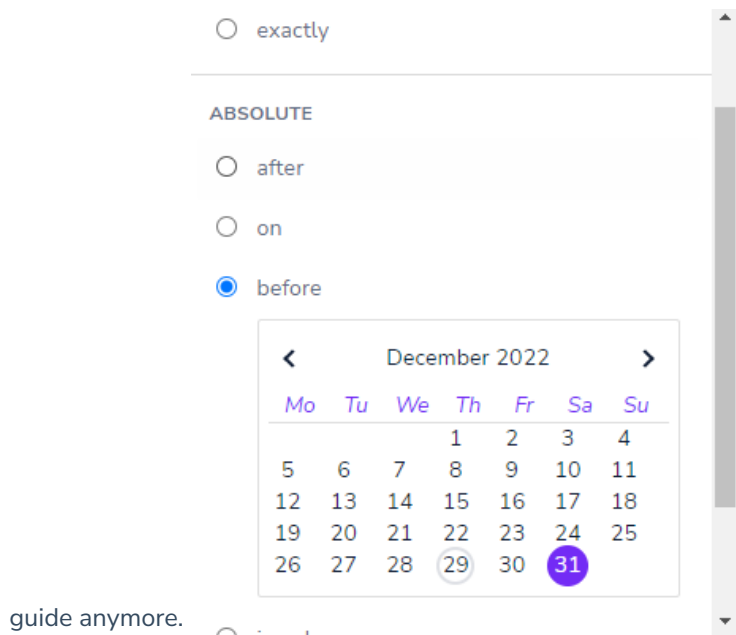 exactly
ABSOLUTE
after
on
before
December 2022
Mo Tu We Th Fr Sa Su
1 2 3 4
5 6 7 8 9 10 11
12 13 14 15 16 17 18
19 20 21 22 23 24 25
26 27 28 29 30 31
guide anymore.